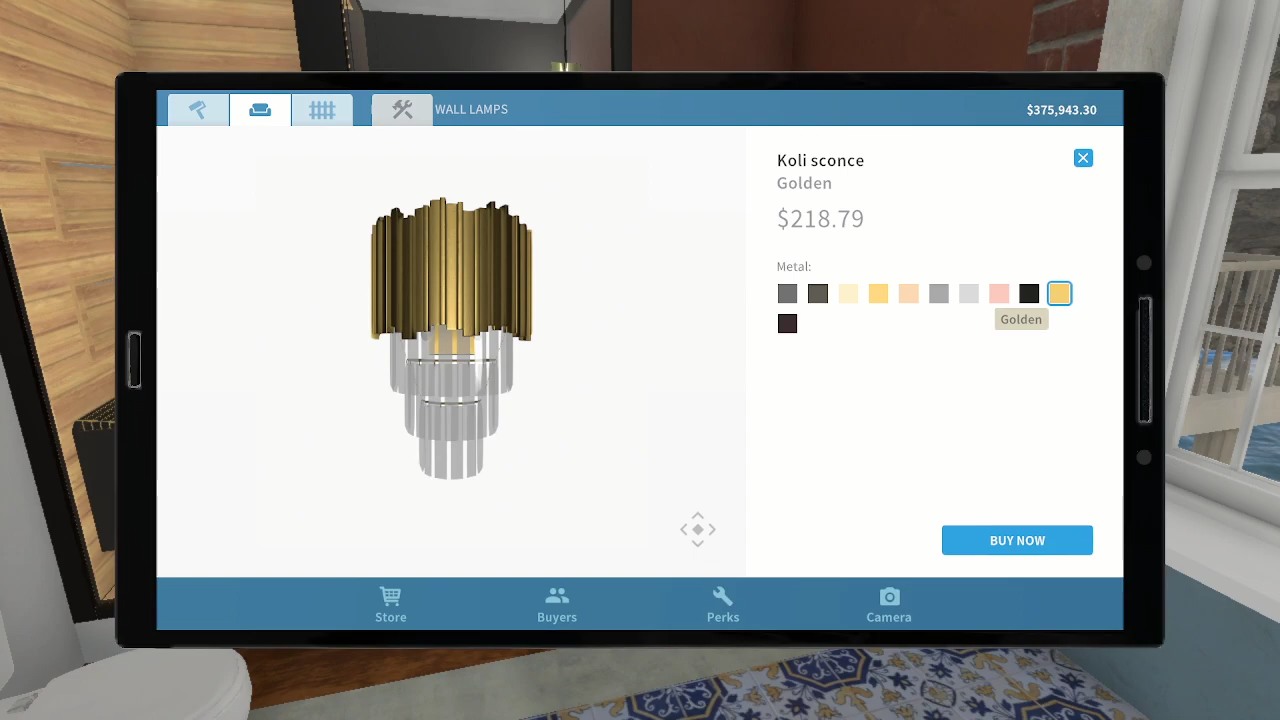 WALL LAMPS
$375,943.30
Koli sconce
Golden
$218.79
Metal:
Golden
BUY NOW
Store
Buyers
Perks
Camera